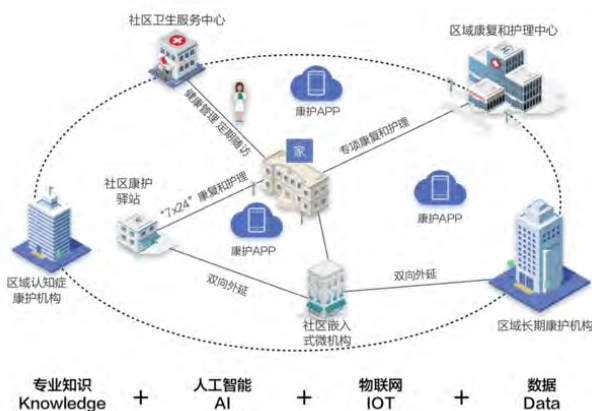 社区卫生服务中心
区域康复和护理中心
康护APP
健康管理 定期随访
家
专项康复和护理
社区康护
驿站
"7x24" 康复和护理
康护APP
康护APP
区域认知症
康护机构
双向外延
双向外延
社区嵌入
式微机构
区域长期康护机构
专业知识 + 人工智能 + 物联网 + 数据
Knowledge AI IOT Data